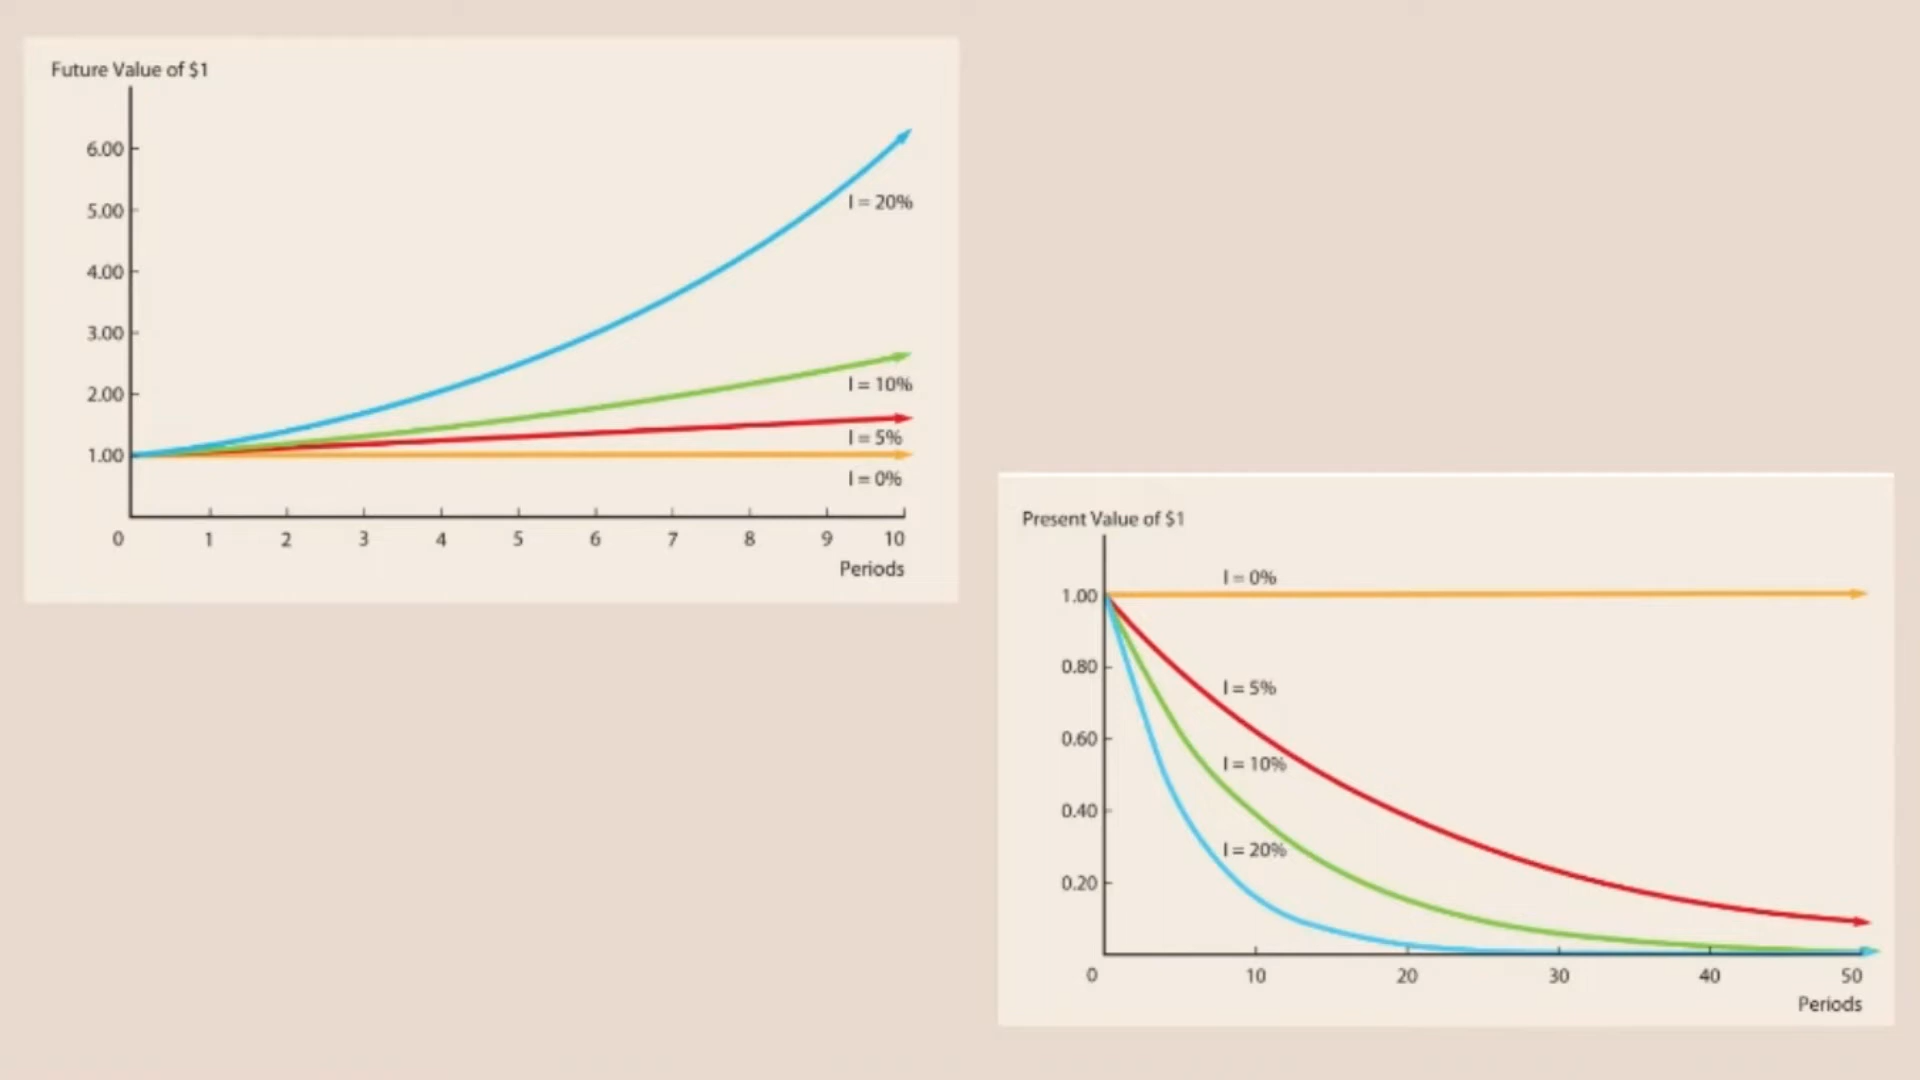 Future Value of $1
6.00
5.00
I = 20%
4.00
3.00
2.00
I = 10%
1.00
I = 5%
I = 0%
0 1 2 3 4 5 6 7 8 9 10
Periods
Present Value of $1
I = 0%
1.00
0.80
I = 5%
0.60
I = 10%
0.40
I = 20%
0.20
0 10 20 30 40 50
Periods